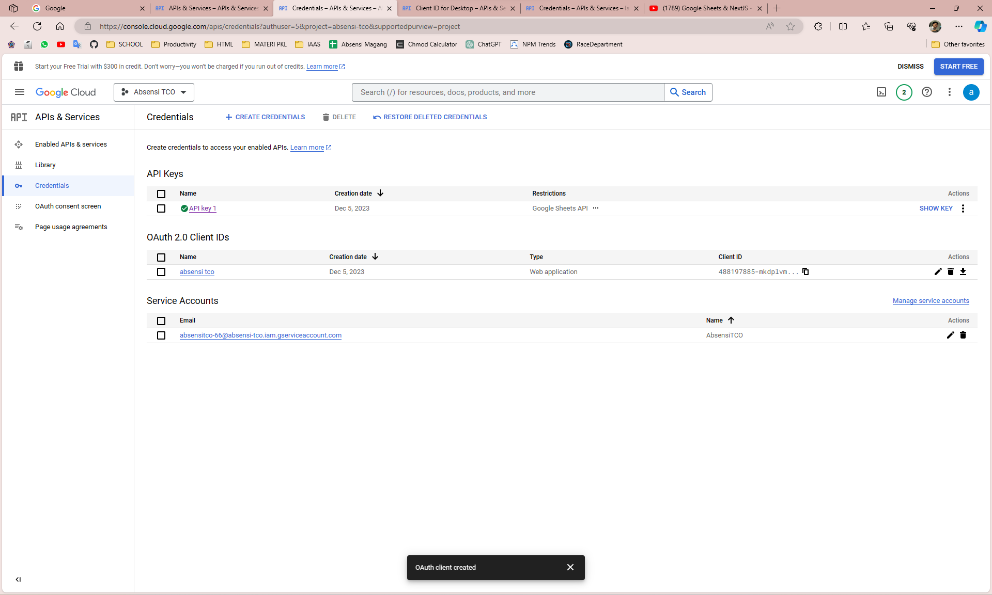 Google
APIs & Services – APIs & Services
Credentials – APIs & Services – A
Client ID for Desktop – APIs & Se
Credentials – APIs & Services –
(1789) Google Sheets & NextJS -
https://console.cloud.google.com/apis/credentials?authuser=5&project=absensi-tco&supportedpurview=project
SCHOOL
Productivity
HTML
MATERI PKL
IAAS
Absens Magang
Chmod Calculator
ChatGPT
NPM Trends
RaceDepartment
Other favorites
Start your Free Trial with $300 in credit. Don't worry—you won't be charged if you run out of credits. Learn more
DISMISS
START FREE
Google Cloud
Absensi TCO
Search (/) for resources, docs, products, and more
Search
2
a
API APIs & Services
Credentials
+ CREATE CREDENTIALS
DELETE
RESTORE DELETED CREDENTIALS
Enabled APIs & services
Library
Credentials
OAuth consent screen
Page usage agreements
Create credentials to access your enabled APIs. Learn more
API Keys
Name Creation date Restrictions Actions
API key 1 Dec 5, 2023 Google Sheets API SHOW KEY
OAuth 2.0 Client IDs
Name Creation date Type Client ID Actions
absensi tco Dec 5, 2023 Web application 488197885-mkdplvm...
Service Accounts
Manage service accounts
Email Name Actions
absensitco-66@absensi-tco.iam.gserviceaccount.com AbsensiTCO
OAuth client created